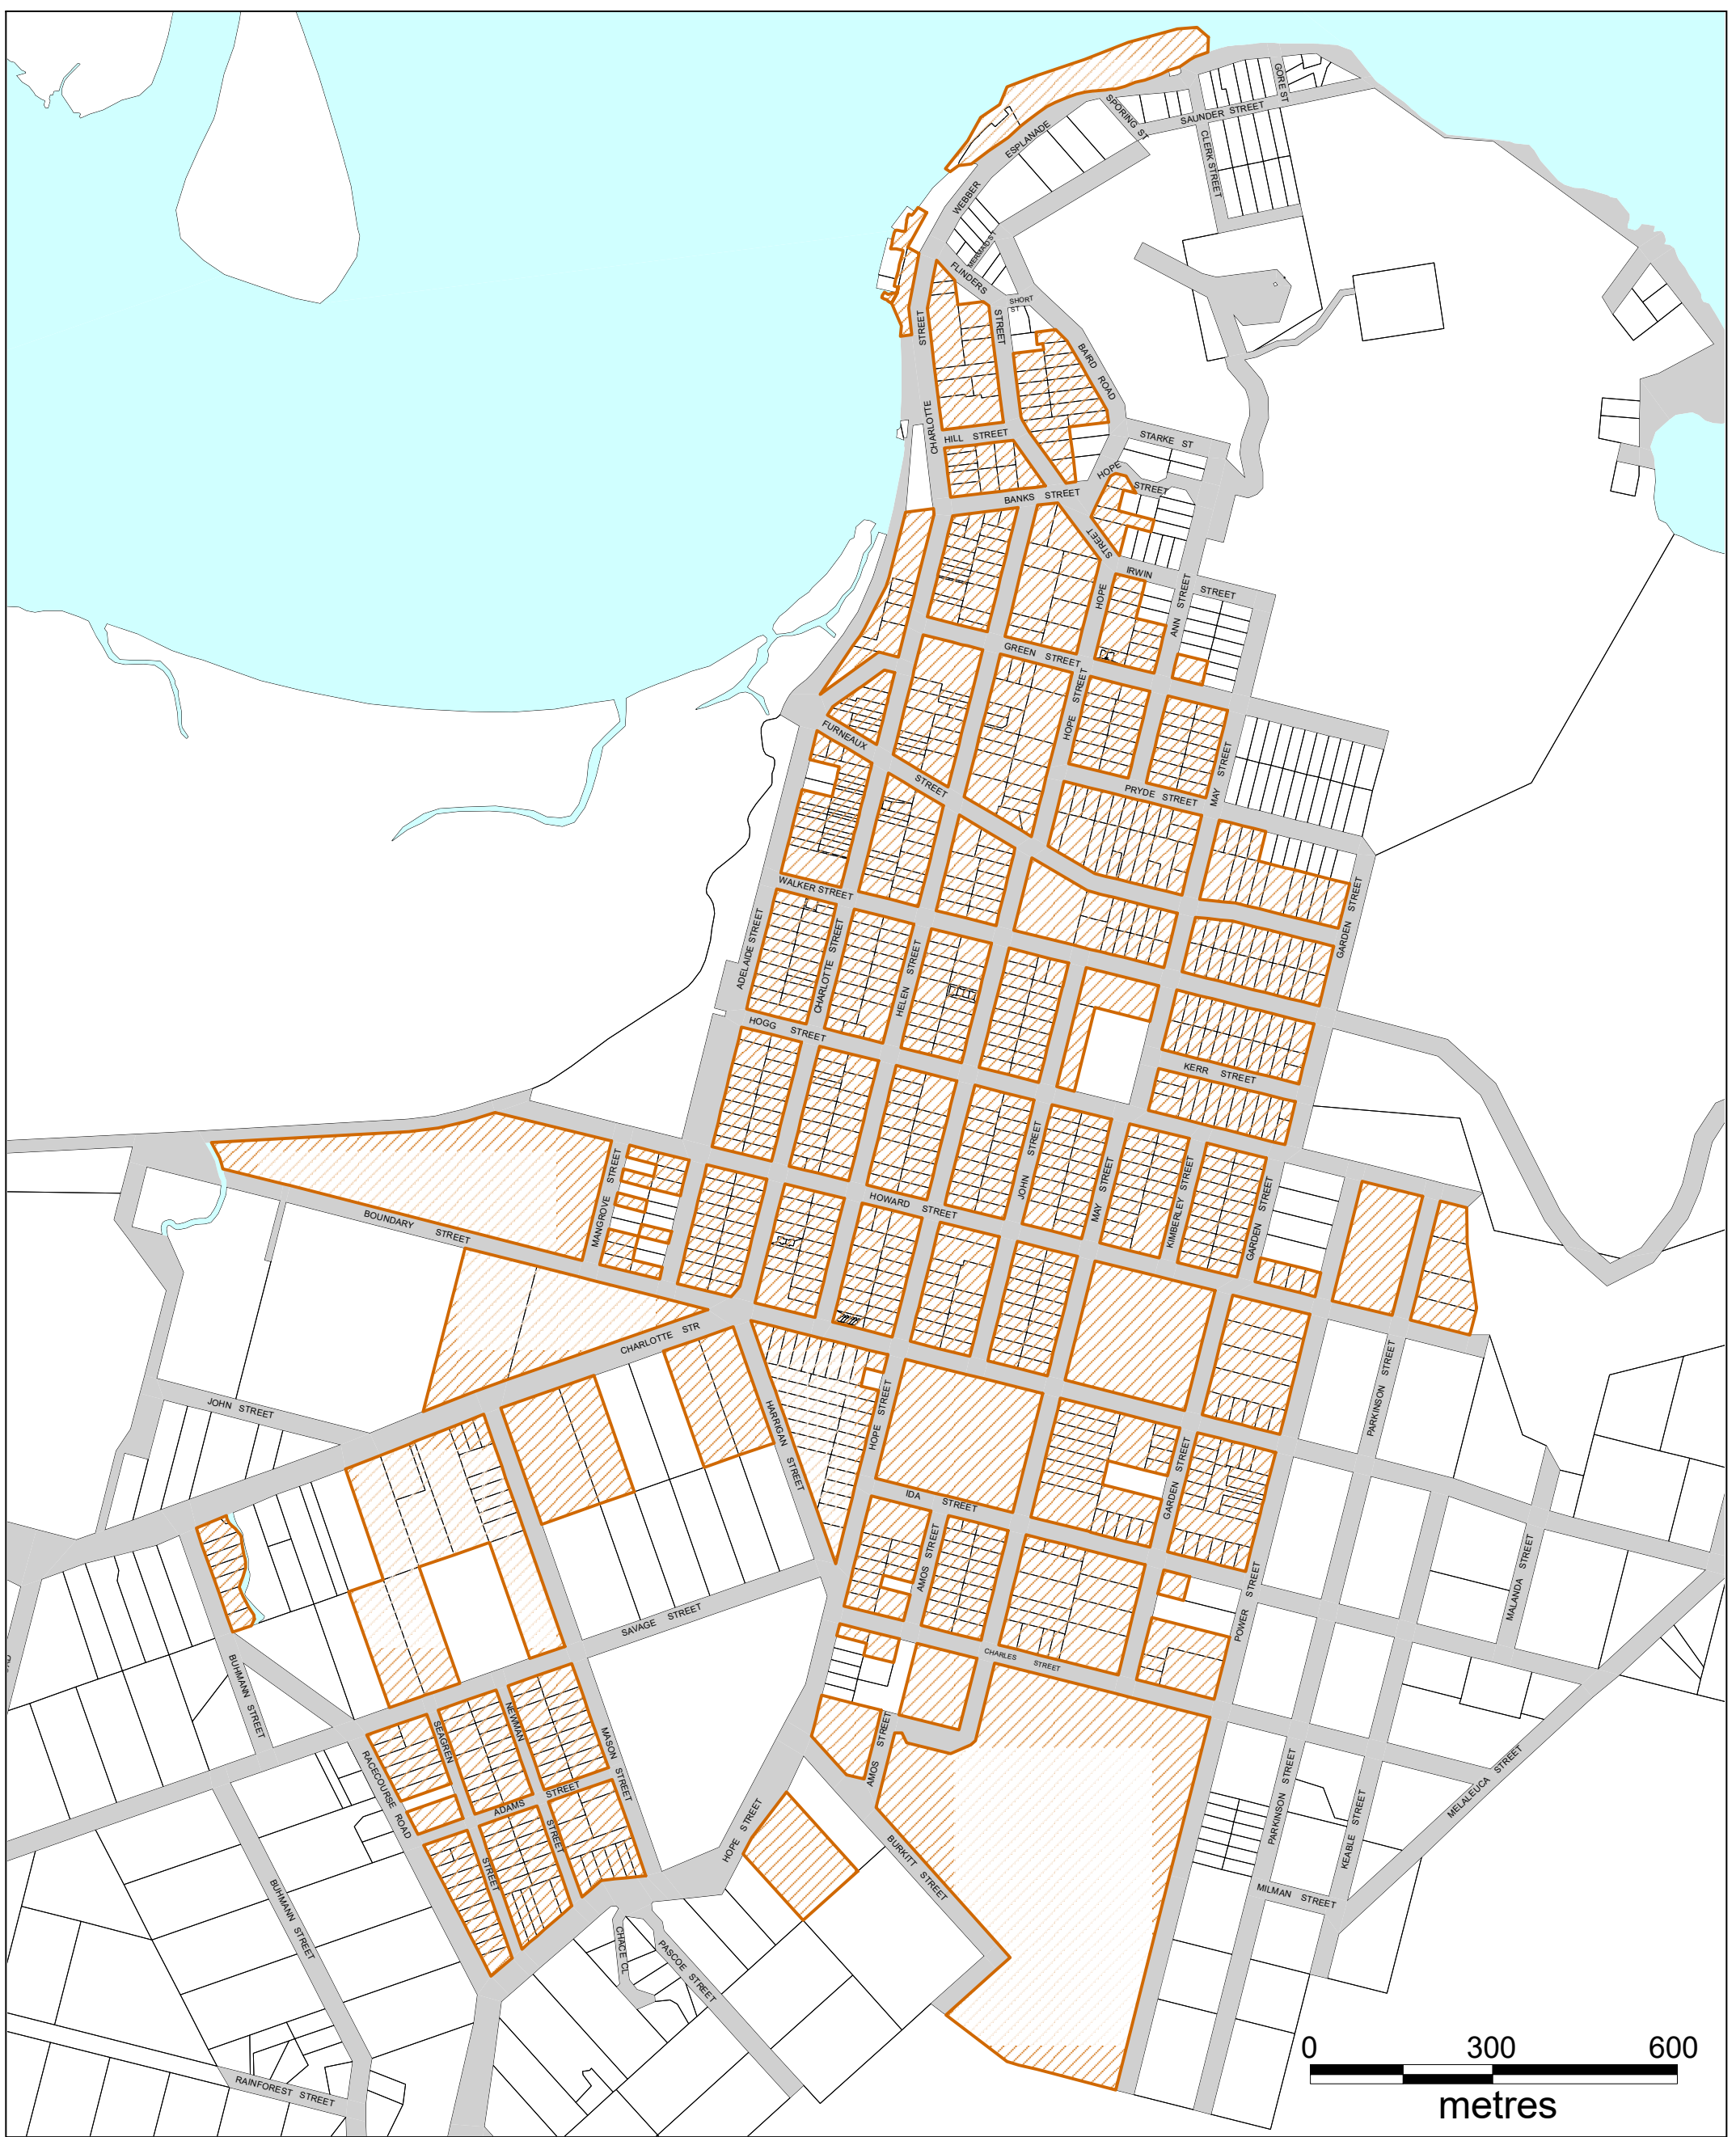 GORE ST
SPORING ST
SAUNDER STREET
ESPLANADE
CLERK STREET
WEBBER
MERMAID ST
FLINDERS
SHORT
ST
STREET
STREET
BAIRD ROAD
CHARLOTTE
HILL STREET
STARKE ST
HOPE
STREET
BANKS STREET
STREET
IRWIN
STREET
HOPE
ANN STREET
GREEN STREET
HOPE STREET
FURNEAUX
STREET
MAY STREET
PRYDE STREET
WALKER STREET
GARDEN STREET
ADELAIDE STREET
CHARLOTTE STREET
HELEN STREET
HOGG STREET
KERR STREET
MANGROVE STREET
JOHN STREET
MAY STREET
KIMBERLEY STREET
GARDEN STREET
HOWARD STREET
BOUNDARY STREET
CHARLOTTE STR
PARKINSON STREET
JOHN STREET
HARRIGAN STREET
HOPE STREET
GARDEN STREET
IDA STREET
AMOS STREET
MALANDA STREET
POWER STREET
SAVAGE STREET
CHARLES STREET
BUHMANN STREET
SEAGREN
NEWMAN
MASON STREET
AMOS STREET
RACECOURSE ROAD
ADAMS STREET
STREET
STREET
HOPE STREET
BURKITT STREET
PARKINSON STREET
KEABLE STREET
MELALEUCA STREET
MILMAN STREET
BUHMANN STREET
CHACE CL
PASCOE STREET
RAINFOREST STREET
0 300 600
metres